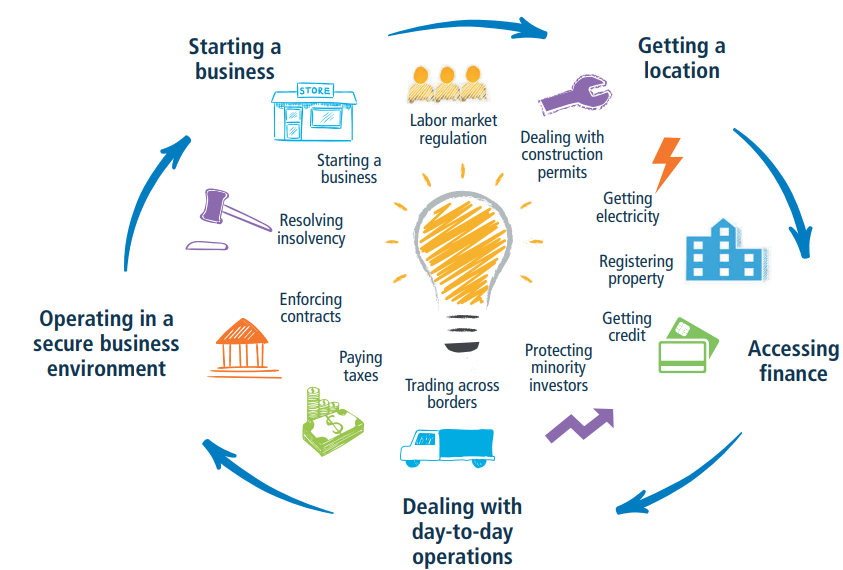 Starting a
business
Getting a
location
STORE
Labor market
regulation
Dealing with
construction
permits
Starting a
business
Getting
electricity
Resolving
insolvency
Registering
property
Enforcing
contracts
Getting
credit
Operating in a
secure business
environment
Accessing
finance
Protecting
minority
investors
Paying
taxes
Trading across
borders
$
Dealing with
day-to-day
operations